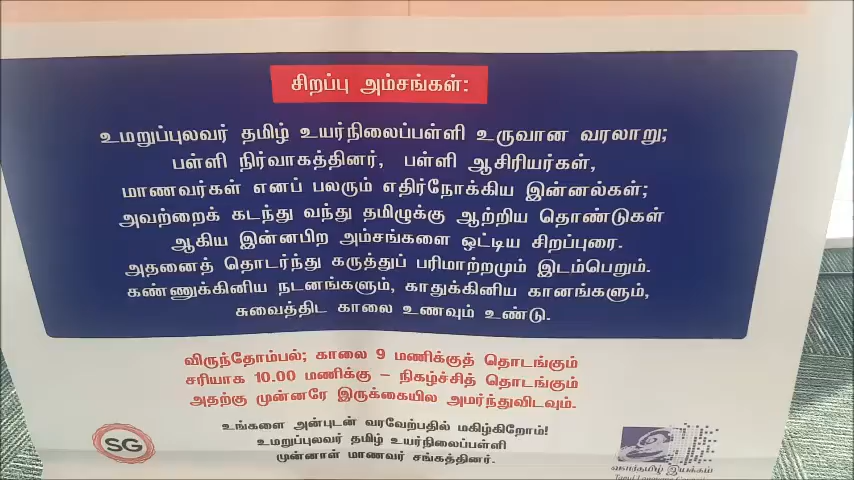 சிறப்பு அம்சங்கள்:
உமறுப்புலவர் தமிழ் உயர்நிலைப்பள்ளி உருவான வரலாறு;
பள்ளி நிர்வாகத்தினர், பள்ளி ஆசிரியர்கள்,
மாணவர்கள் எனப் பலரும் எதிர்நோக்கிய இன்னல்கள்;
அவற்றைக் கடந்து வந்து தமிழுக்கு ஆற்றிய தொண்டுகள்
ஆகிய இன்னபிற அம்சங்களை ஒட்டிய சிறப்புரை.
அதனைத் தொடர்ந்து கருத்துப் பரிமாற்றமும் இடம்பெறும்.
கண்ணுக்கினிய நடனங்களும், காதுக்கினிய கானங்களும்,
சுவைத்திட காலை உணவும் உண்டு.
விருந்தோம்பல்; காலை 9 மணிக்குத் தொடங்கும்
சரியாக 10.00 மணிக்கு – நிகழ்ச்சித் தொடங்கும்
அதற்கு முன்னரே இருக்கையில அமர்ந்துவிடவும்.
உங்களை அன்புடன் வரவேற்பதில் மகிழ்கிறோம்!
உமறுப்புலவர் தமிழ் உயர்நிலைப்பள்ளி
முன்னாள் மாணவர் சங்கத்தினர்.
SG
வளர்தமிழ் இயக்கம்
Tamil Language Council